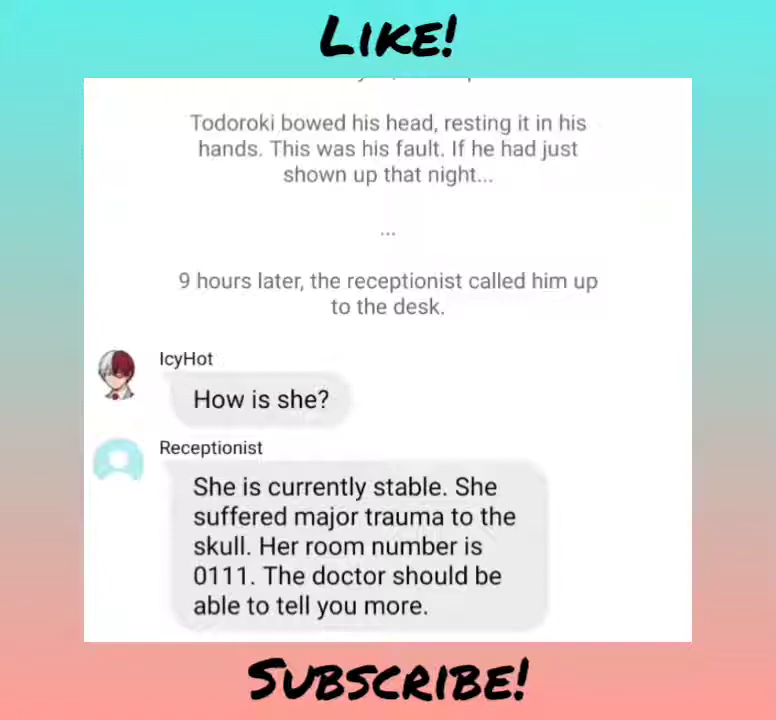 LIKE!
Todoroki bowed his head, resting it in his
hands. This was his fault. If he had just
shown up that night...
...
9 hours later, the receptionist called him up
to the desk.
IcyHot
How is she?
Receptionist
She is currently stable. She
suffered major trauma to the
skull. Her room number is
0111. The doctor should be
able to tell you more.
SUBSCRIBE!